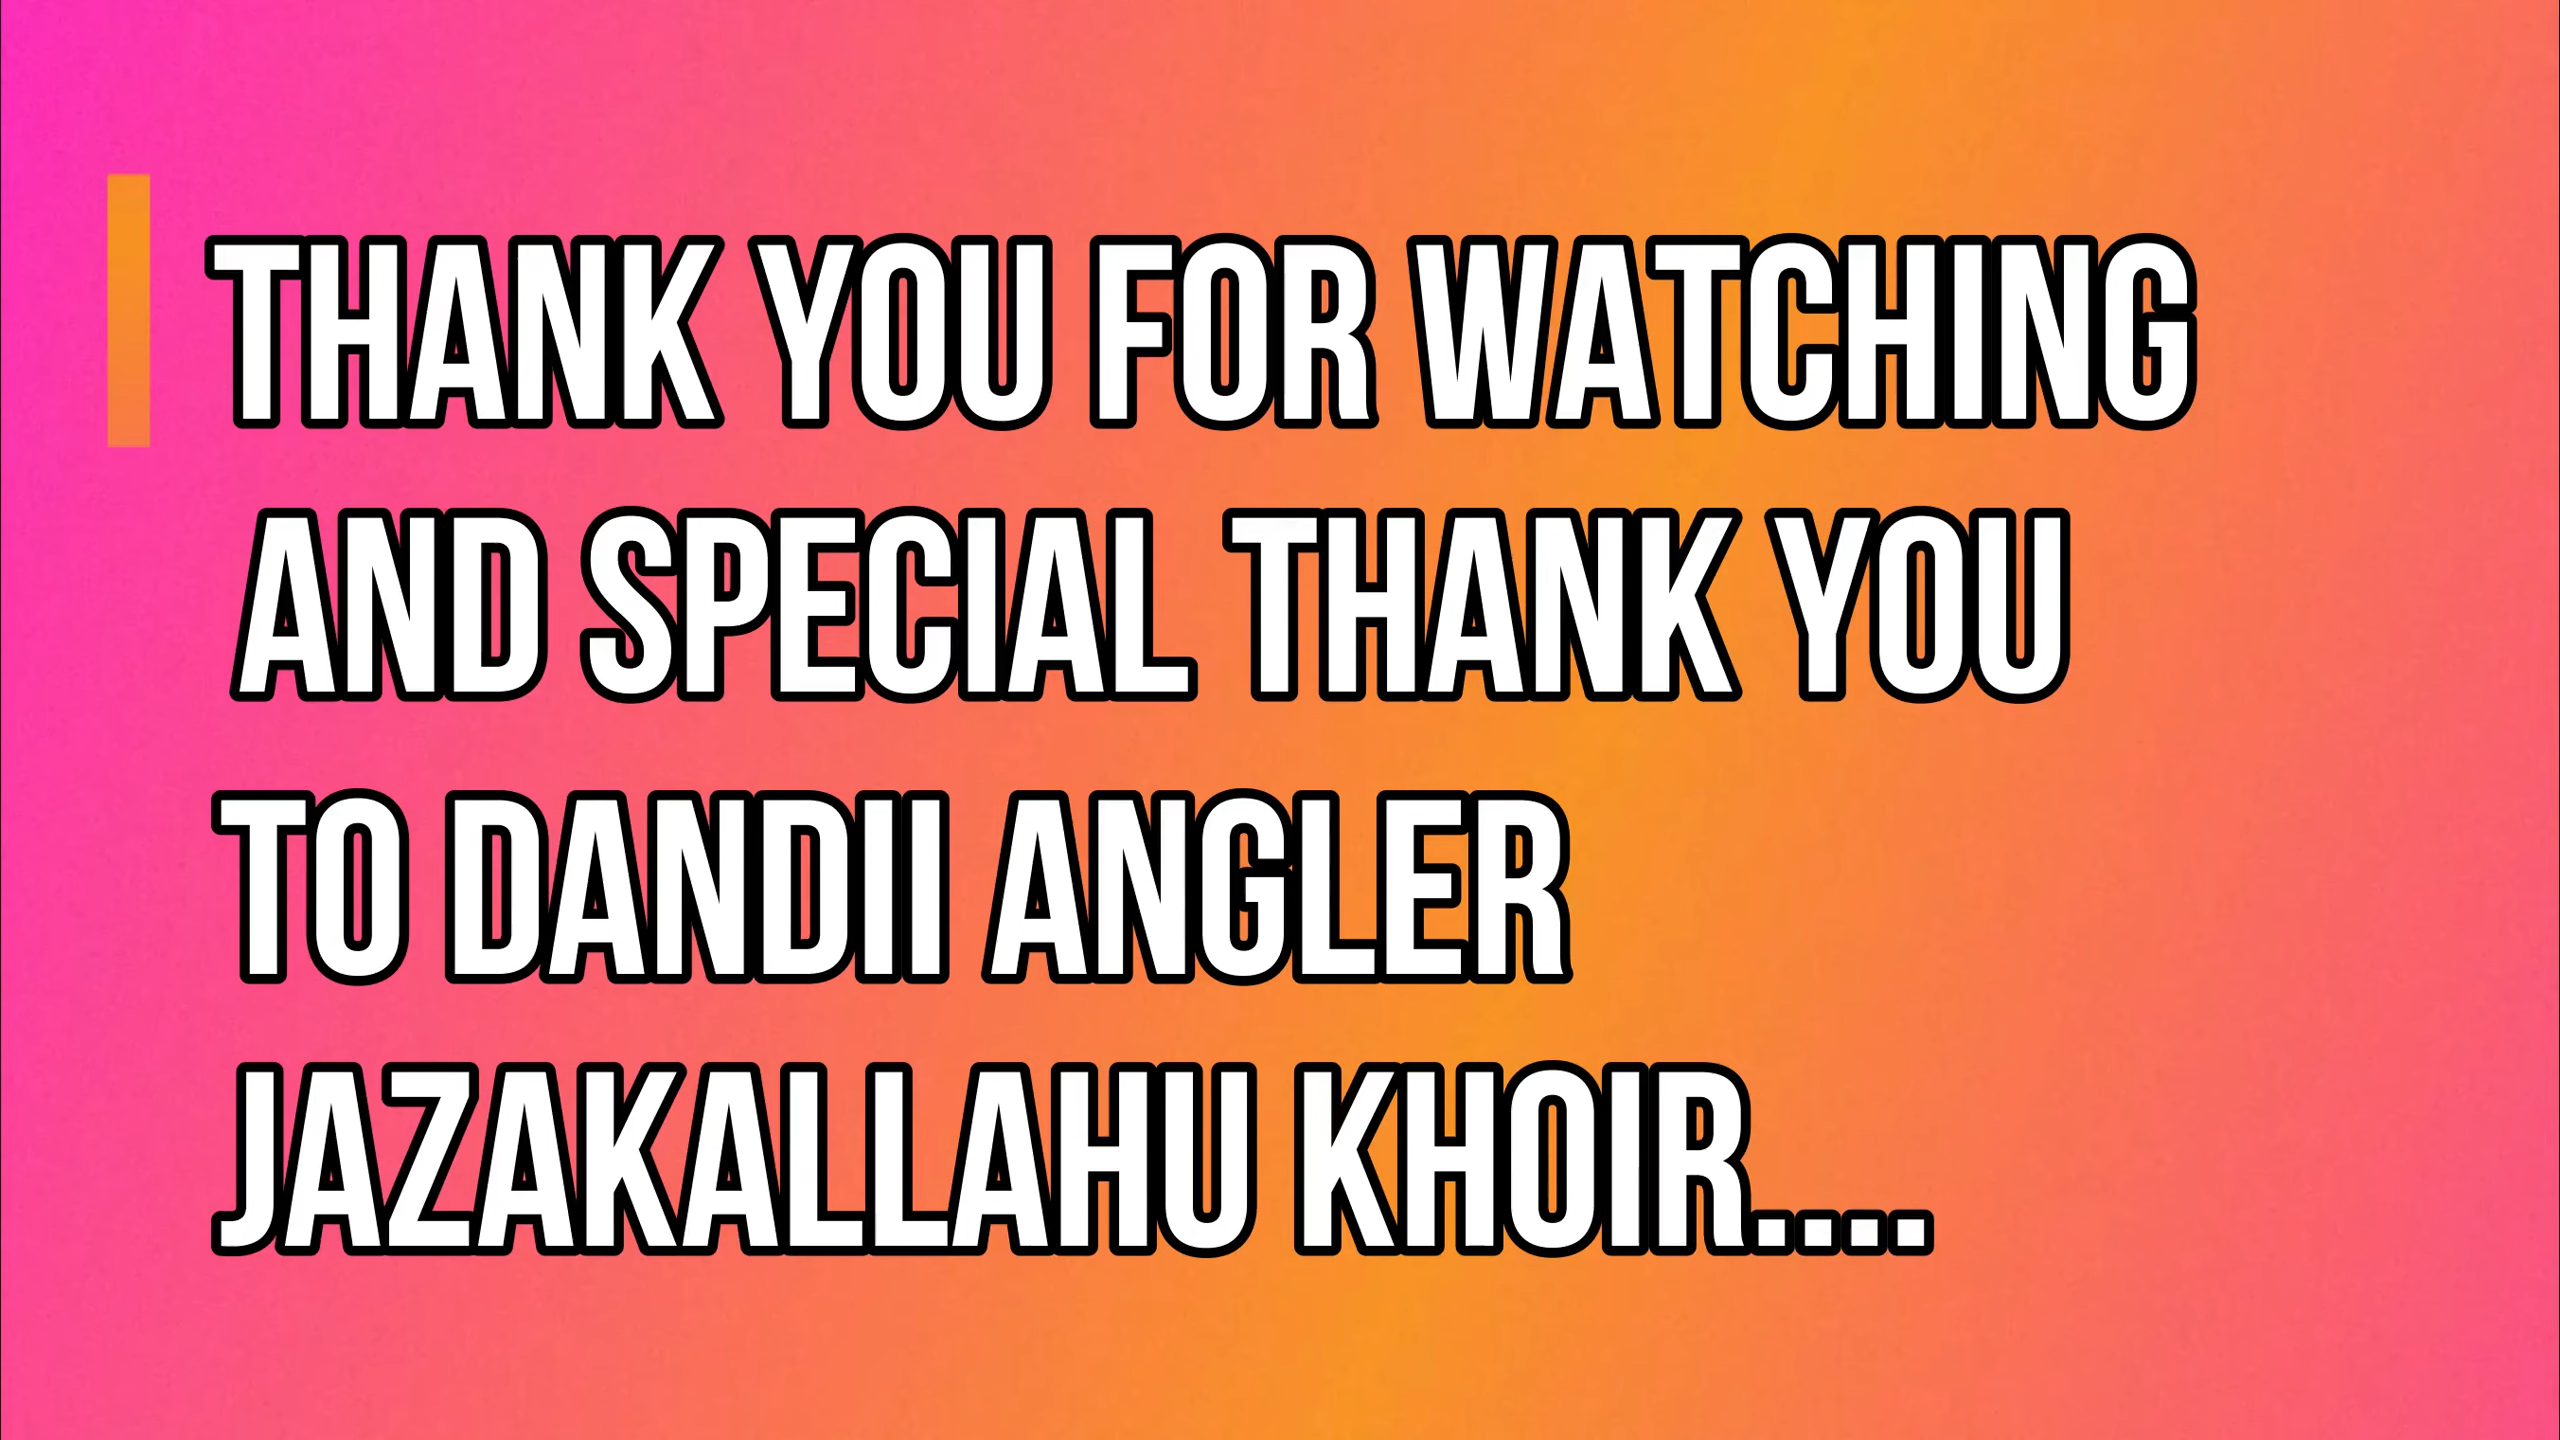 THANK YOU FOR WATCHING
AND SPECIAL THANK YOU
TO DANDII ANGLER
JAZAKALLAHU KHOIR....